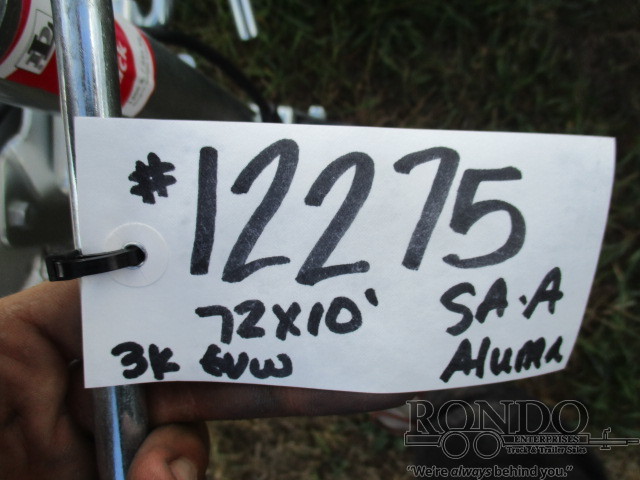 #12275
72x10' SA-A
3K GVW Aluma
RONDO
ENTERPRISES
Truck & Trailer Sales
"We're always behind you."